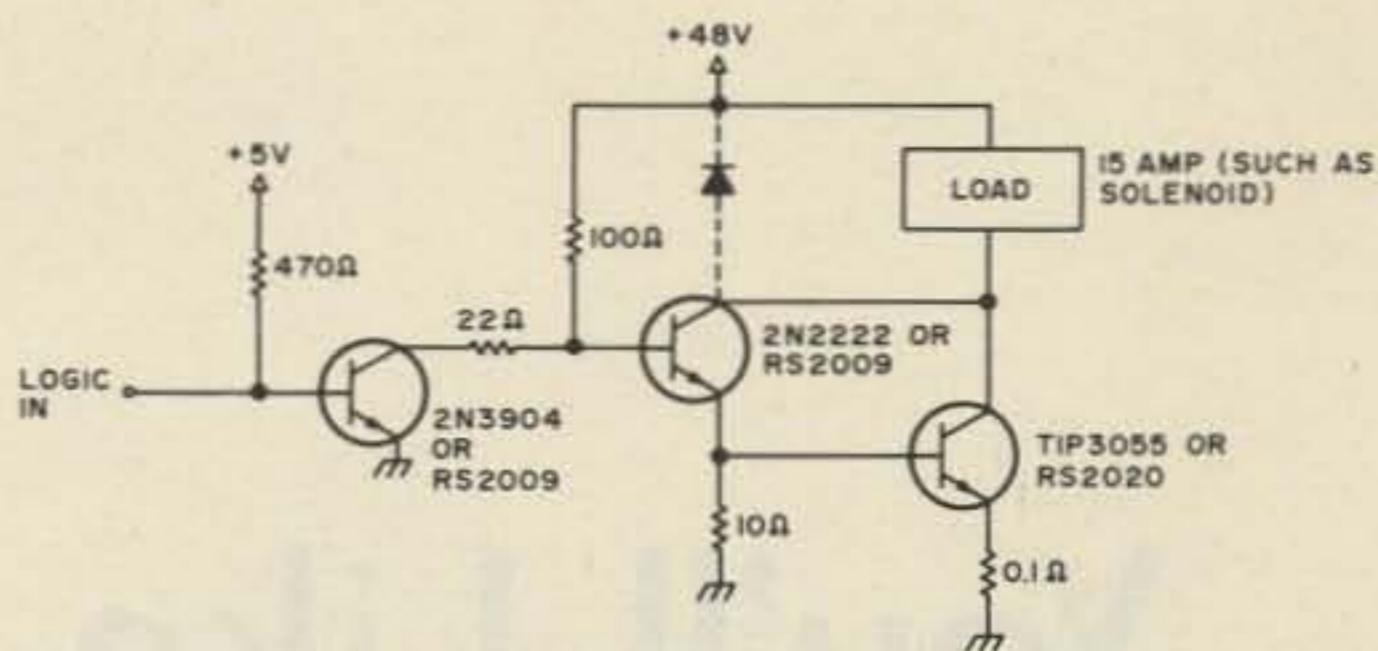 +48V
+5V
15 AMP (SUCH AS
SOLENOID)
LOAD
100Ω
470Ω
22Ω
2N2222 OR
RS2009
LOGIC
IN
2N3904
OR
RS2009
TIP3055 OR
RS2020
10Ω
0.1Ω